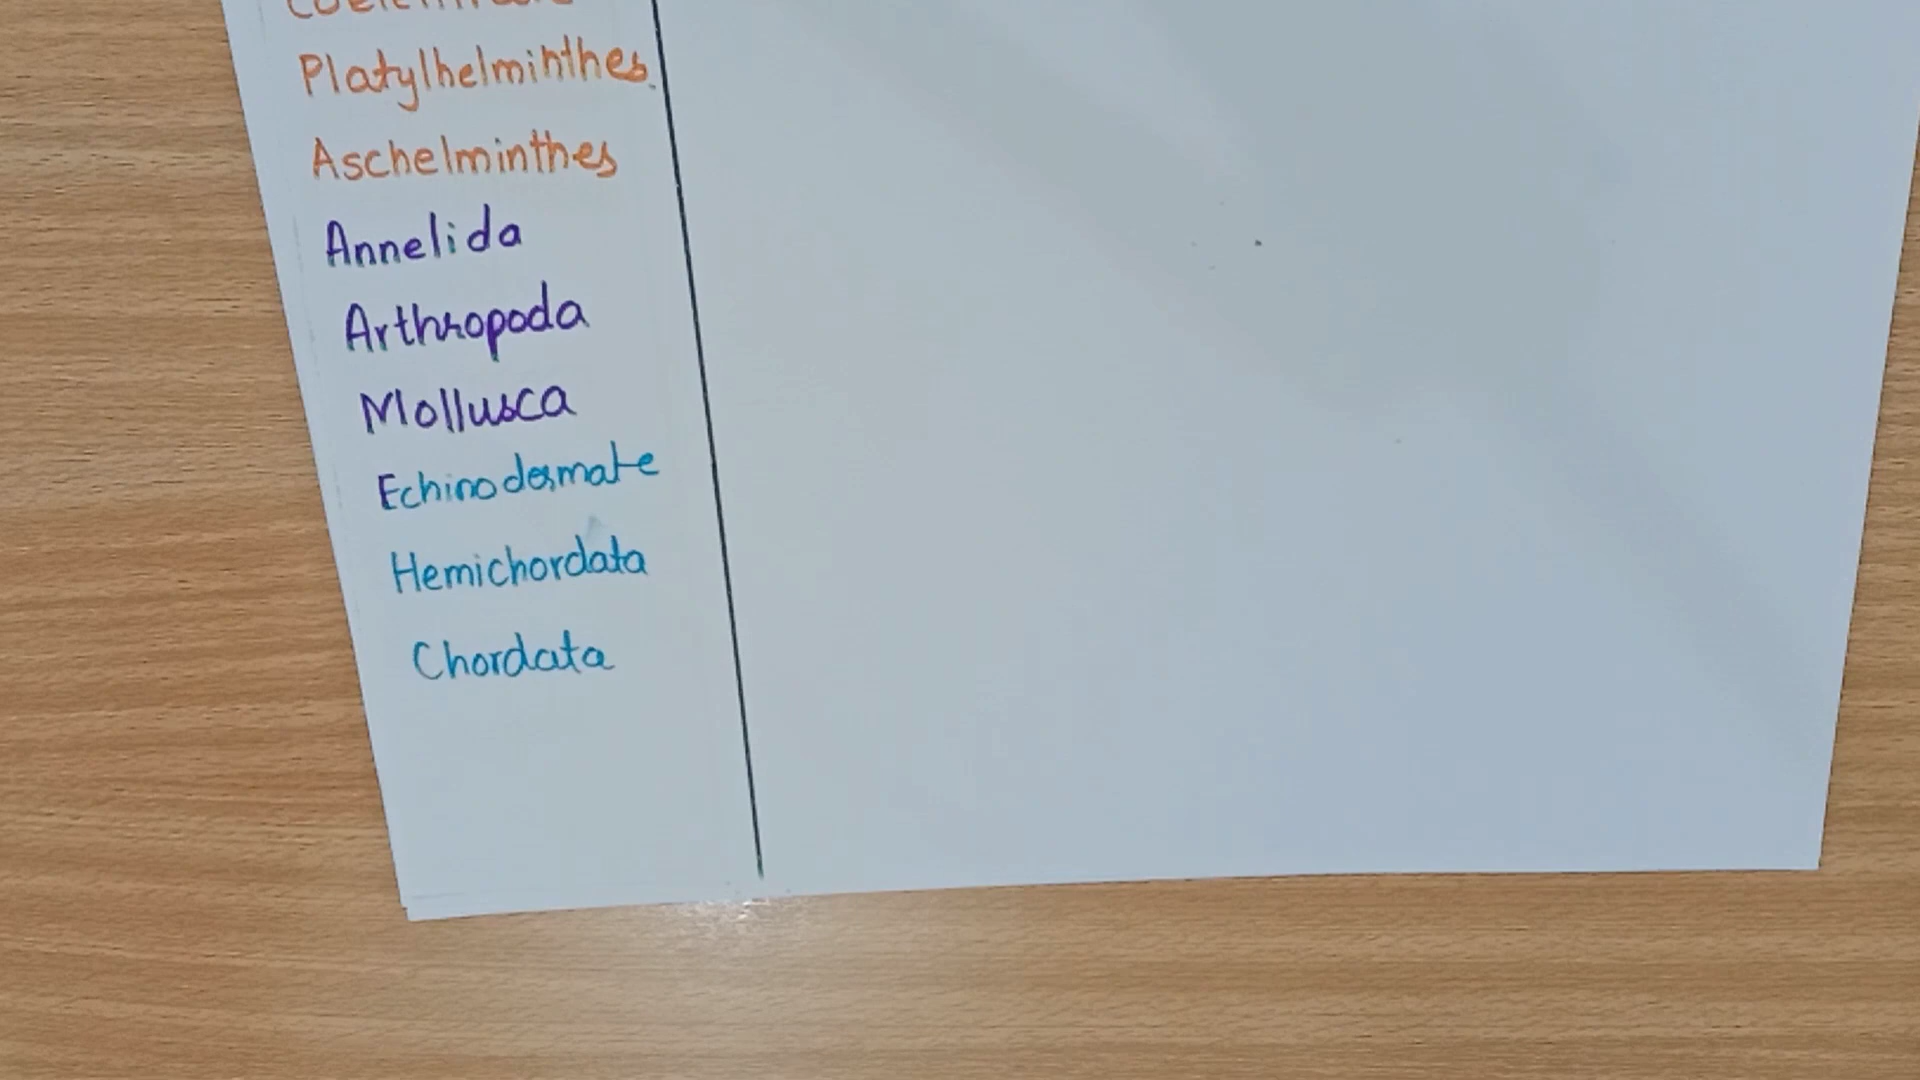 Platylhelminthes
Aschelminthes
Annelida
Arthropoda
Mollusca
Echinodermate
Hemichordata
Chordata